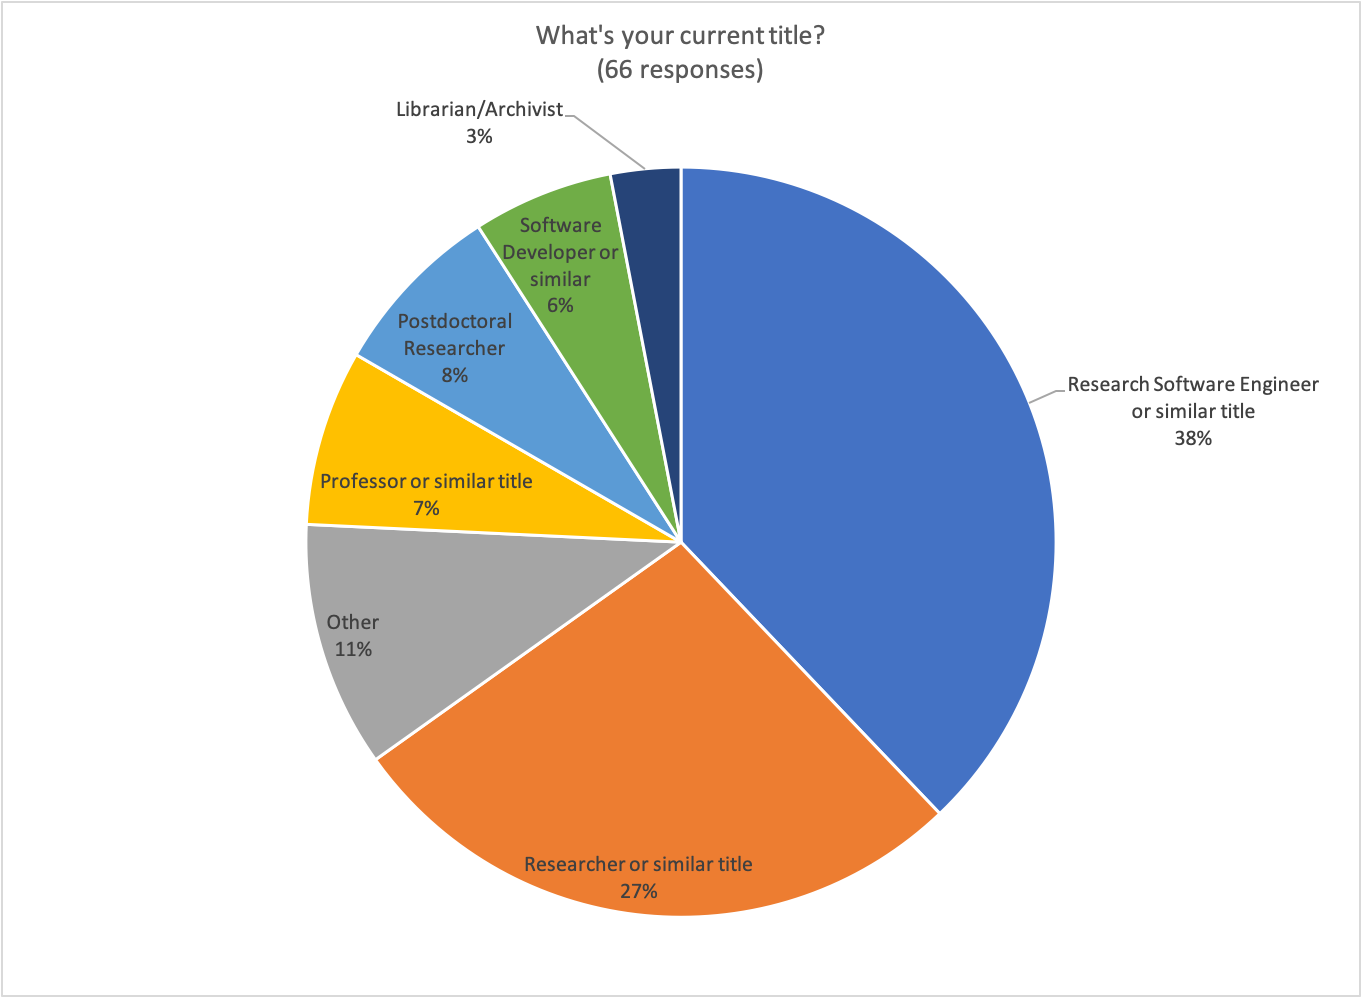 What's your current title?
(66 responses)
Librarian/Archivist
3%
Software
Developer or
similar
6%
Postdoctoral
Researcher
8%
Research Software Engineer
or similar title
38%
Professor or similar title
7%
Other
11%
Researcher or similar title
27%